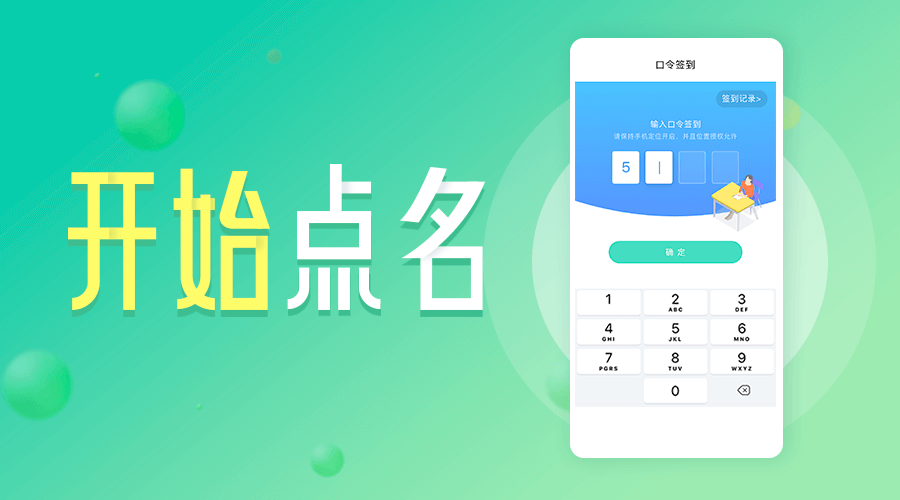 开始点名
口令签到
签到记录>
输入口令签到
请保持手机定位开启，并且位置授权允许
5
确 定
1 2 3
ABC DEF
4 5 6
GHI JKL MNO
7 8 9
PGRS TUV WXYZ
0